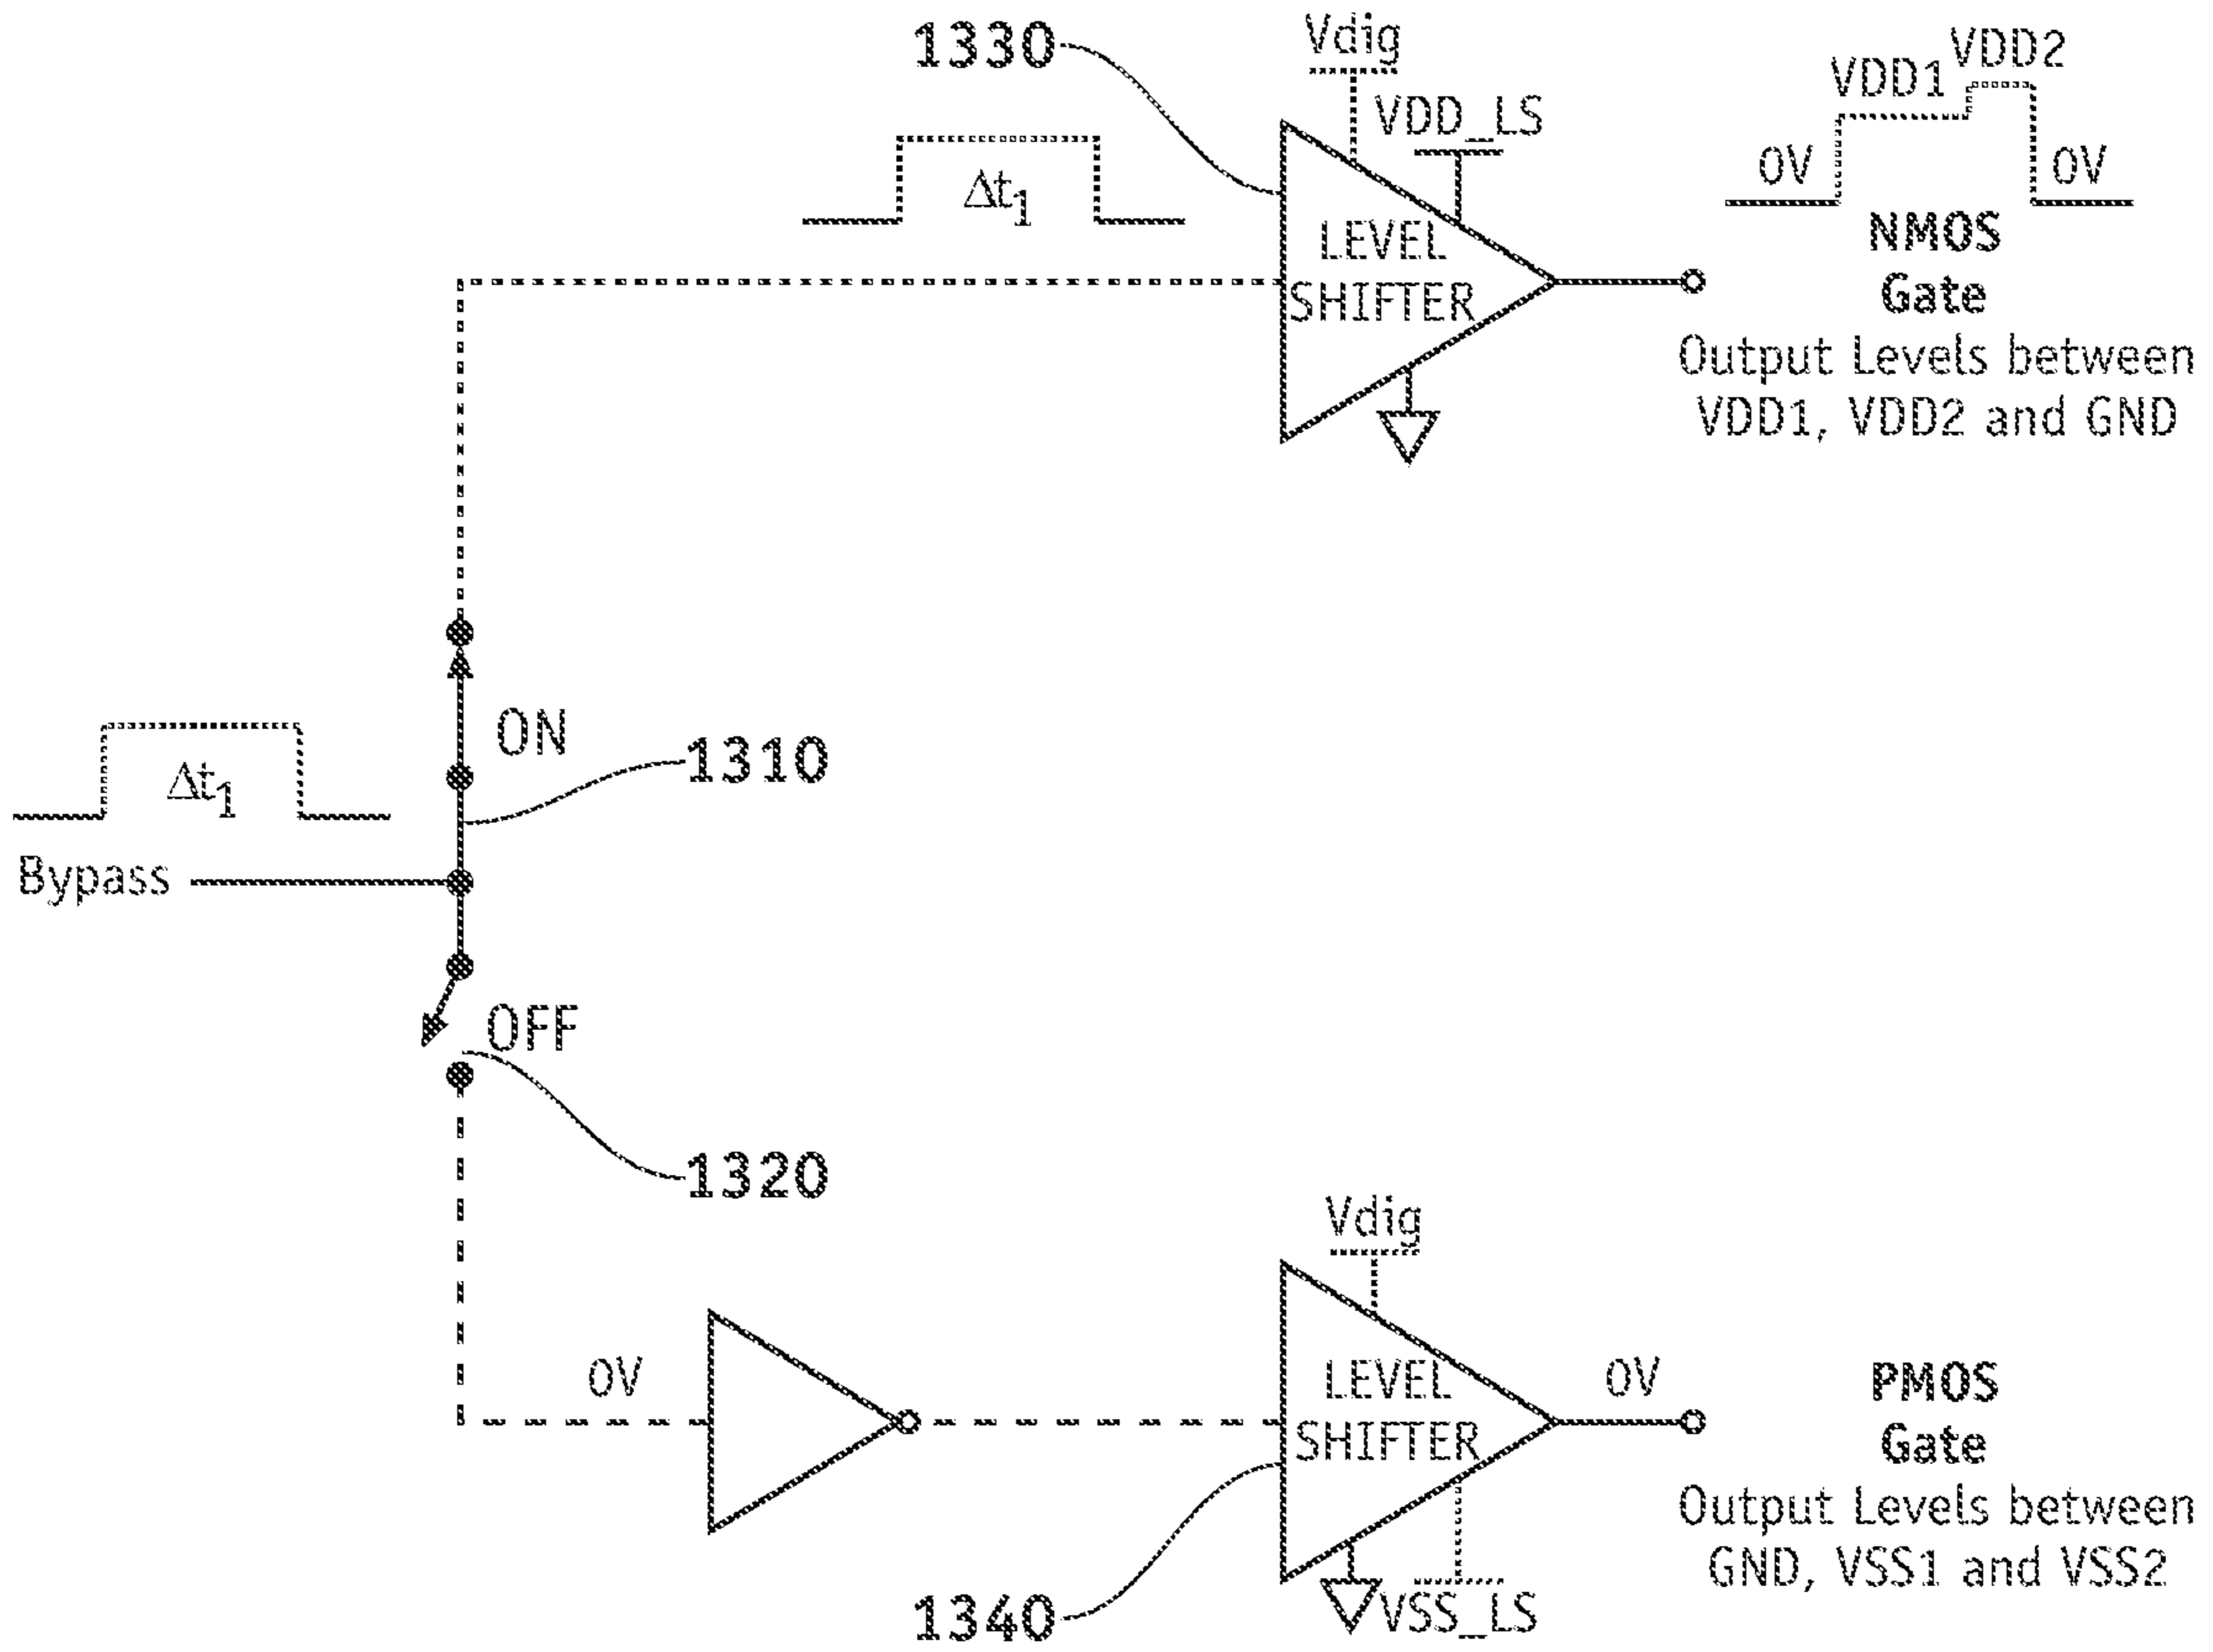 1330
Vdig
VDD_LS
VDD1
VDD2
0V
0V
Δt1
LEVEL
SHIFTER
NMOS
Gate
Output Levels between
VDD1, VDD2 and GND
ON
1310
Δt1
Bypass
OFF
1320
Vdig
0V
LEVEL
SHIFTER
0V
PMOS
Gate
Output Levels between
GND, VSS1 and VSS2
1340
VSS_LS